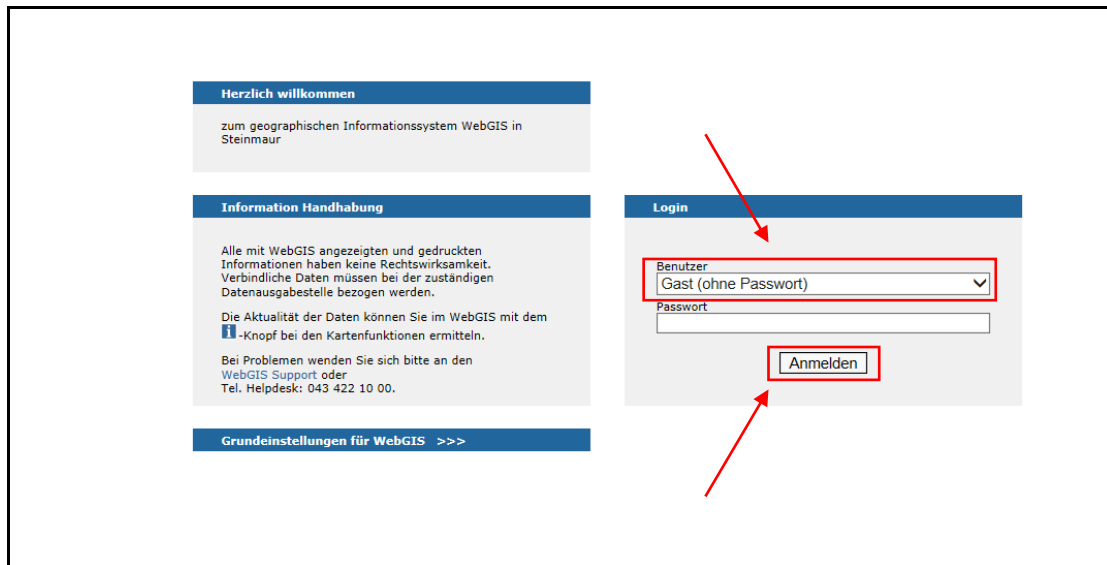 Herzlich willkommen
zum geographischen Informationssystem WebGIS in
Steinmaur
Information Handhabung
Alle mit WebGIS angezeigten und gedruckten
Informationen haben keine Rechtswirksamkeit.
Verbindliche Daten müssen bei der zuständigen
Datenausgabestelle bezogen werden.
Die Aktualität der Daten können Sie im WebGIS mit dem
i -Knopf bei den Kartenfunktionen ermitteln.
Bei Problemen wenden Sie sich bitte an den
WebGIS Support oder
Tel. Helpdesk: 043 422 10 00.
Grundeinstellungen für WebGIS >>>
Login
Benutzer
Gast (ohne Passwort)
Passwort
Anmelden